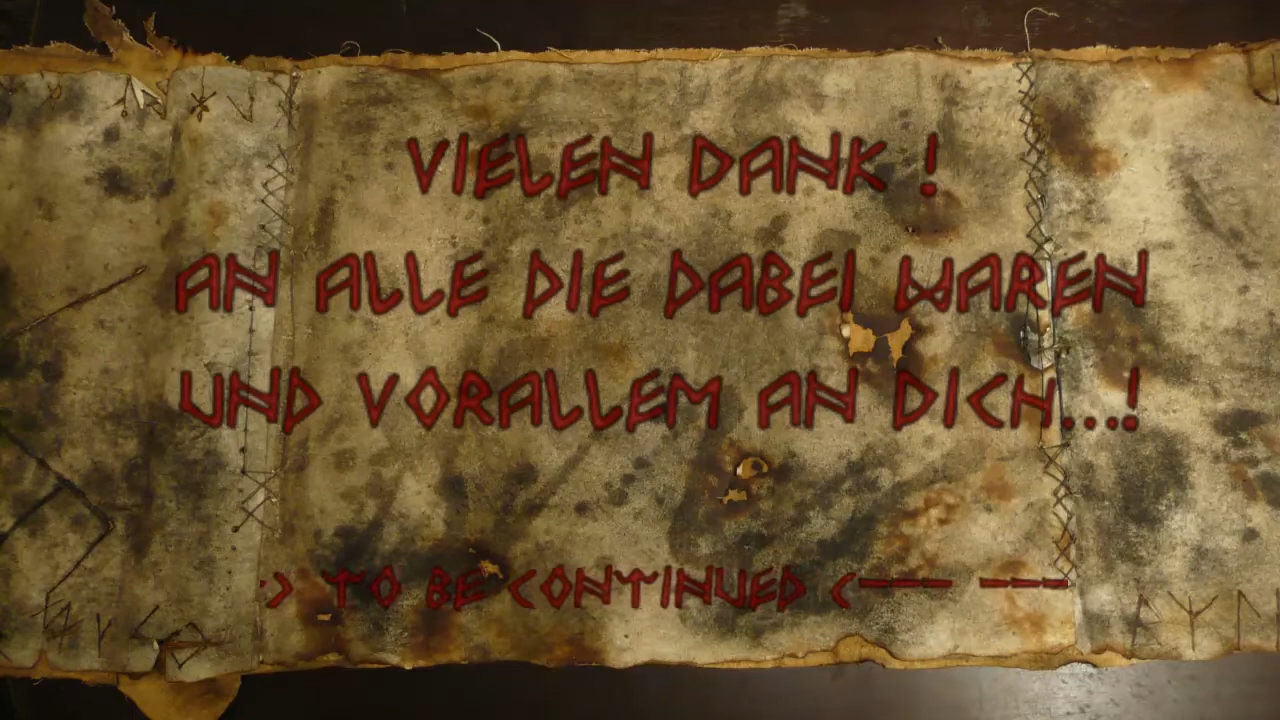 VIELEN DANK !
AN ALLE DIE DABEI WAREN
UND VORALLEM AN DICH...!
> TO BE CONTINUED <--- ---